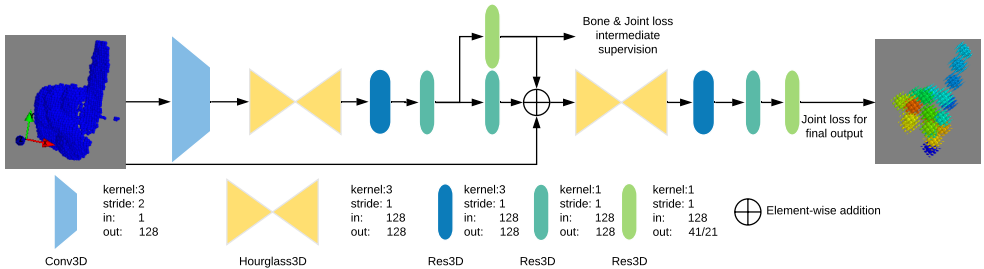 Bone & Joint loss
intermediate
supervision
Joint loss for
final output
kernel:3
stride: 2
in: 1
out: 128
Conv3D
kernel:3
stride: 1
in: 128
out: 128
Hourglass3D
kernel:3
stride: 1
in: 128
out: 128
Res3D
kernel:1
stride: 1
in: 128
out: 128
Res3D
kernel:1
stride: 1
in: 128
out: 41/21
Res3D
Element-wise addition